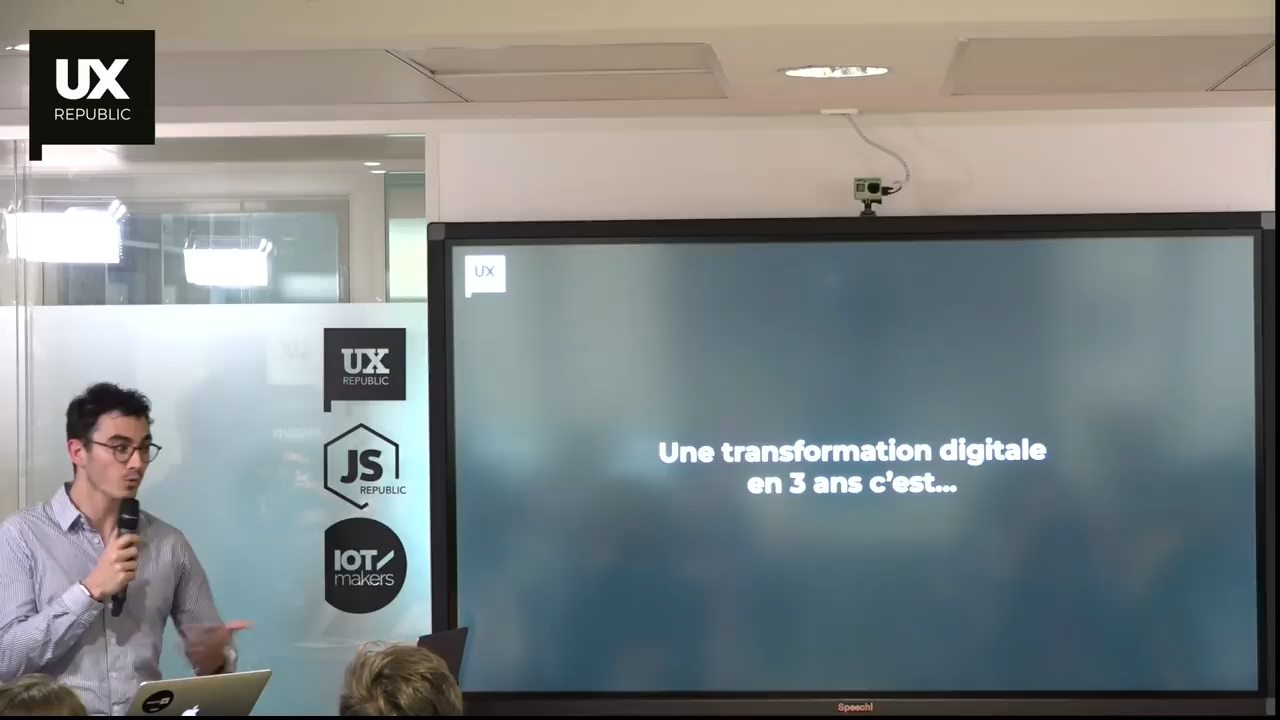 UX
REPUBLIC
UX
Une transformation digitale
en 3 ans c'est...
UX
REPUBLIC
JS
REPUBLIC
IOT/
makers
Speechi